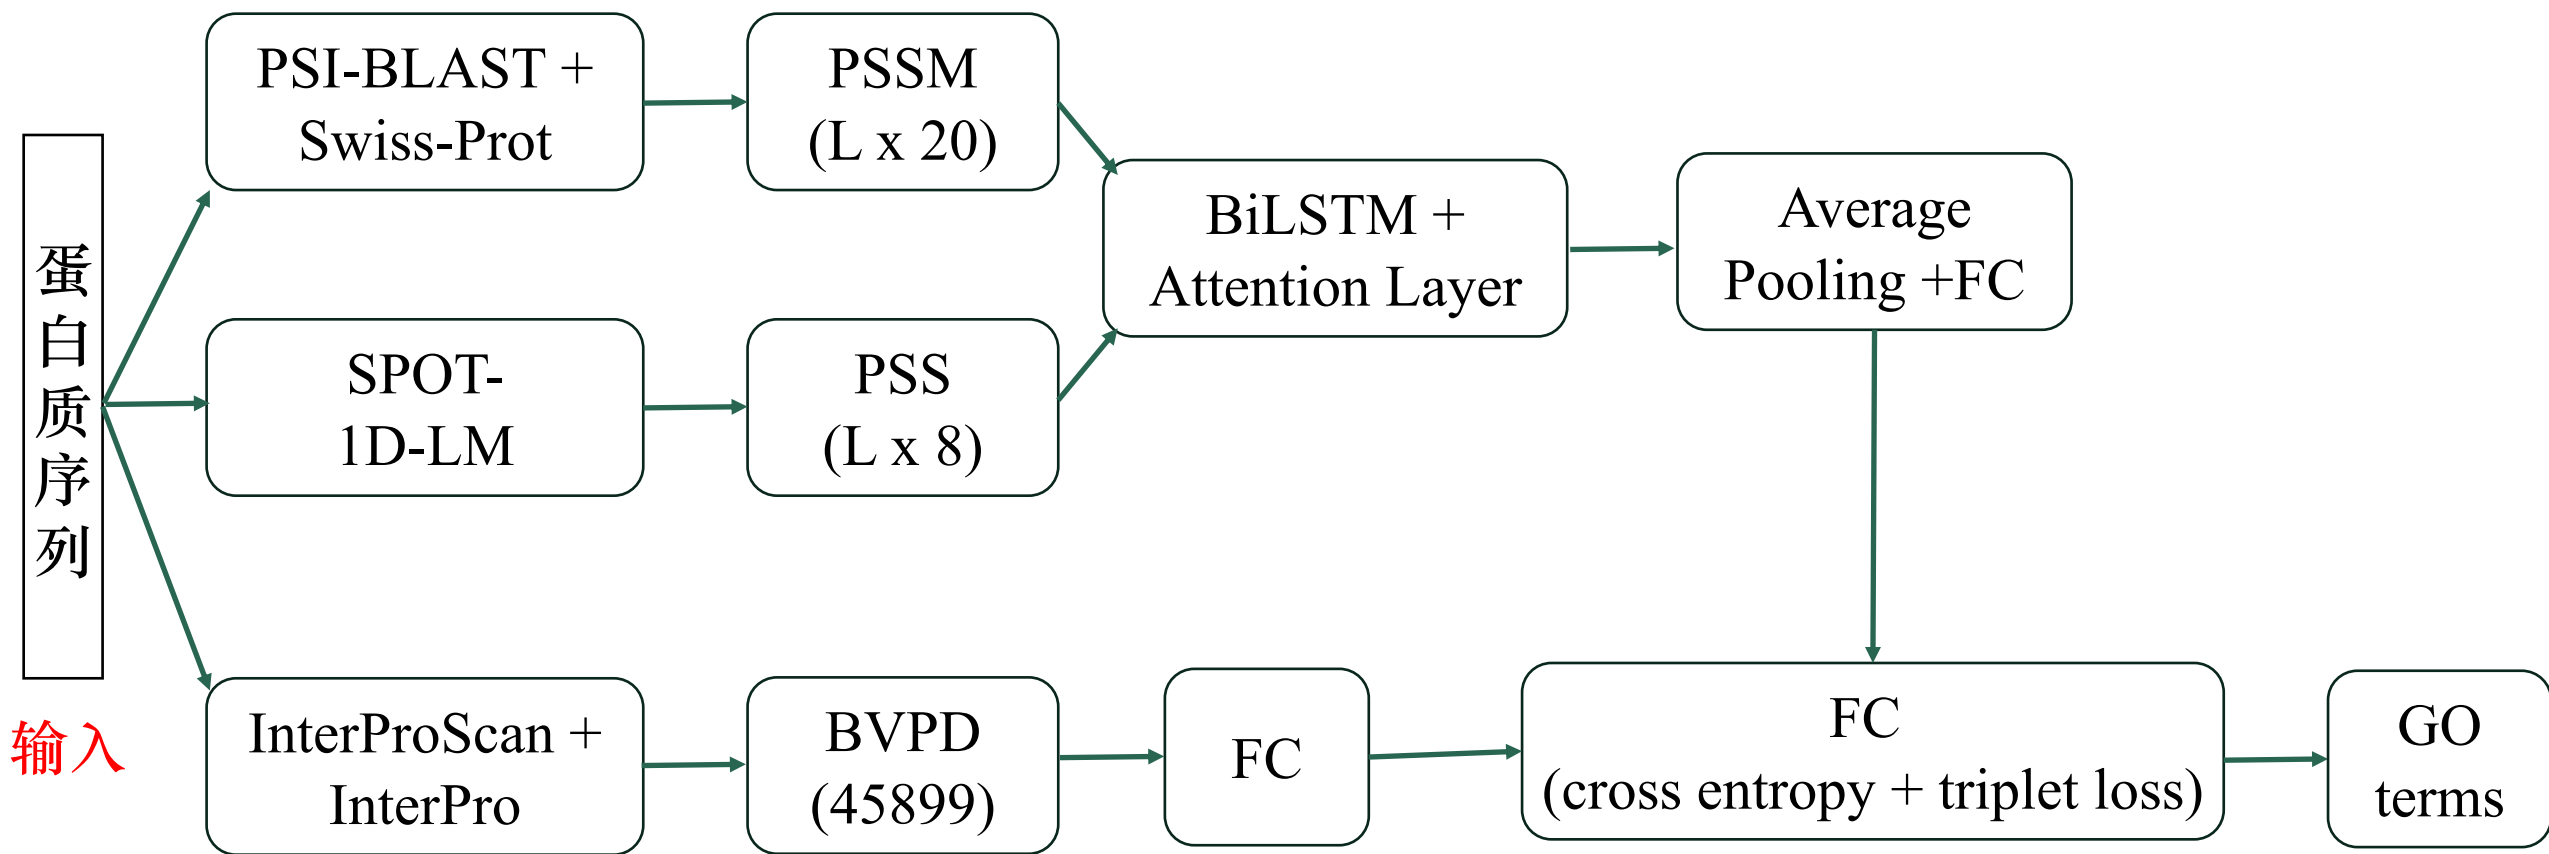 蛋白质序列
输入
PSI-BLAST +
Swiss-Prot
PSSM
(L x 20)
SPOT-
1D-LM
PSS
(L x 8)
BiLSTM +
Attention Layer
Average
Pooling +FC
InterProScan +
InterPro
BVPD
(45899)
FC
FC
(cross entropy + triplet loss)
GO
terms